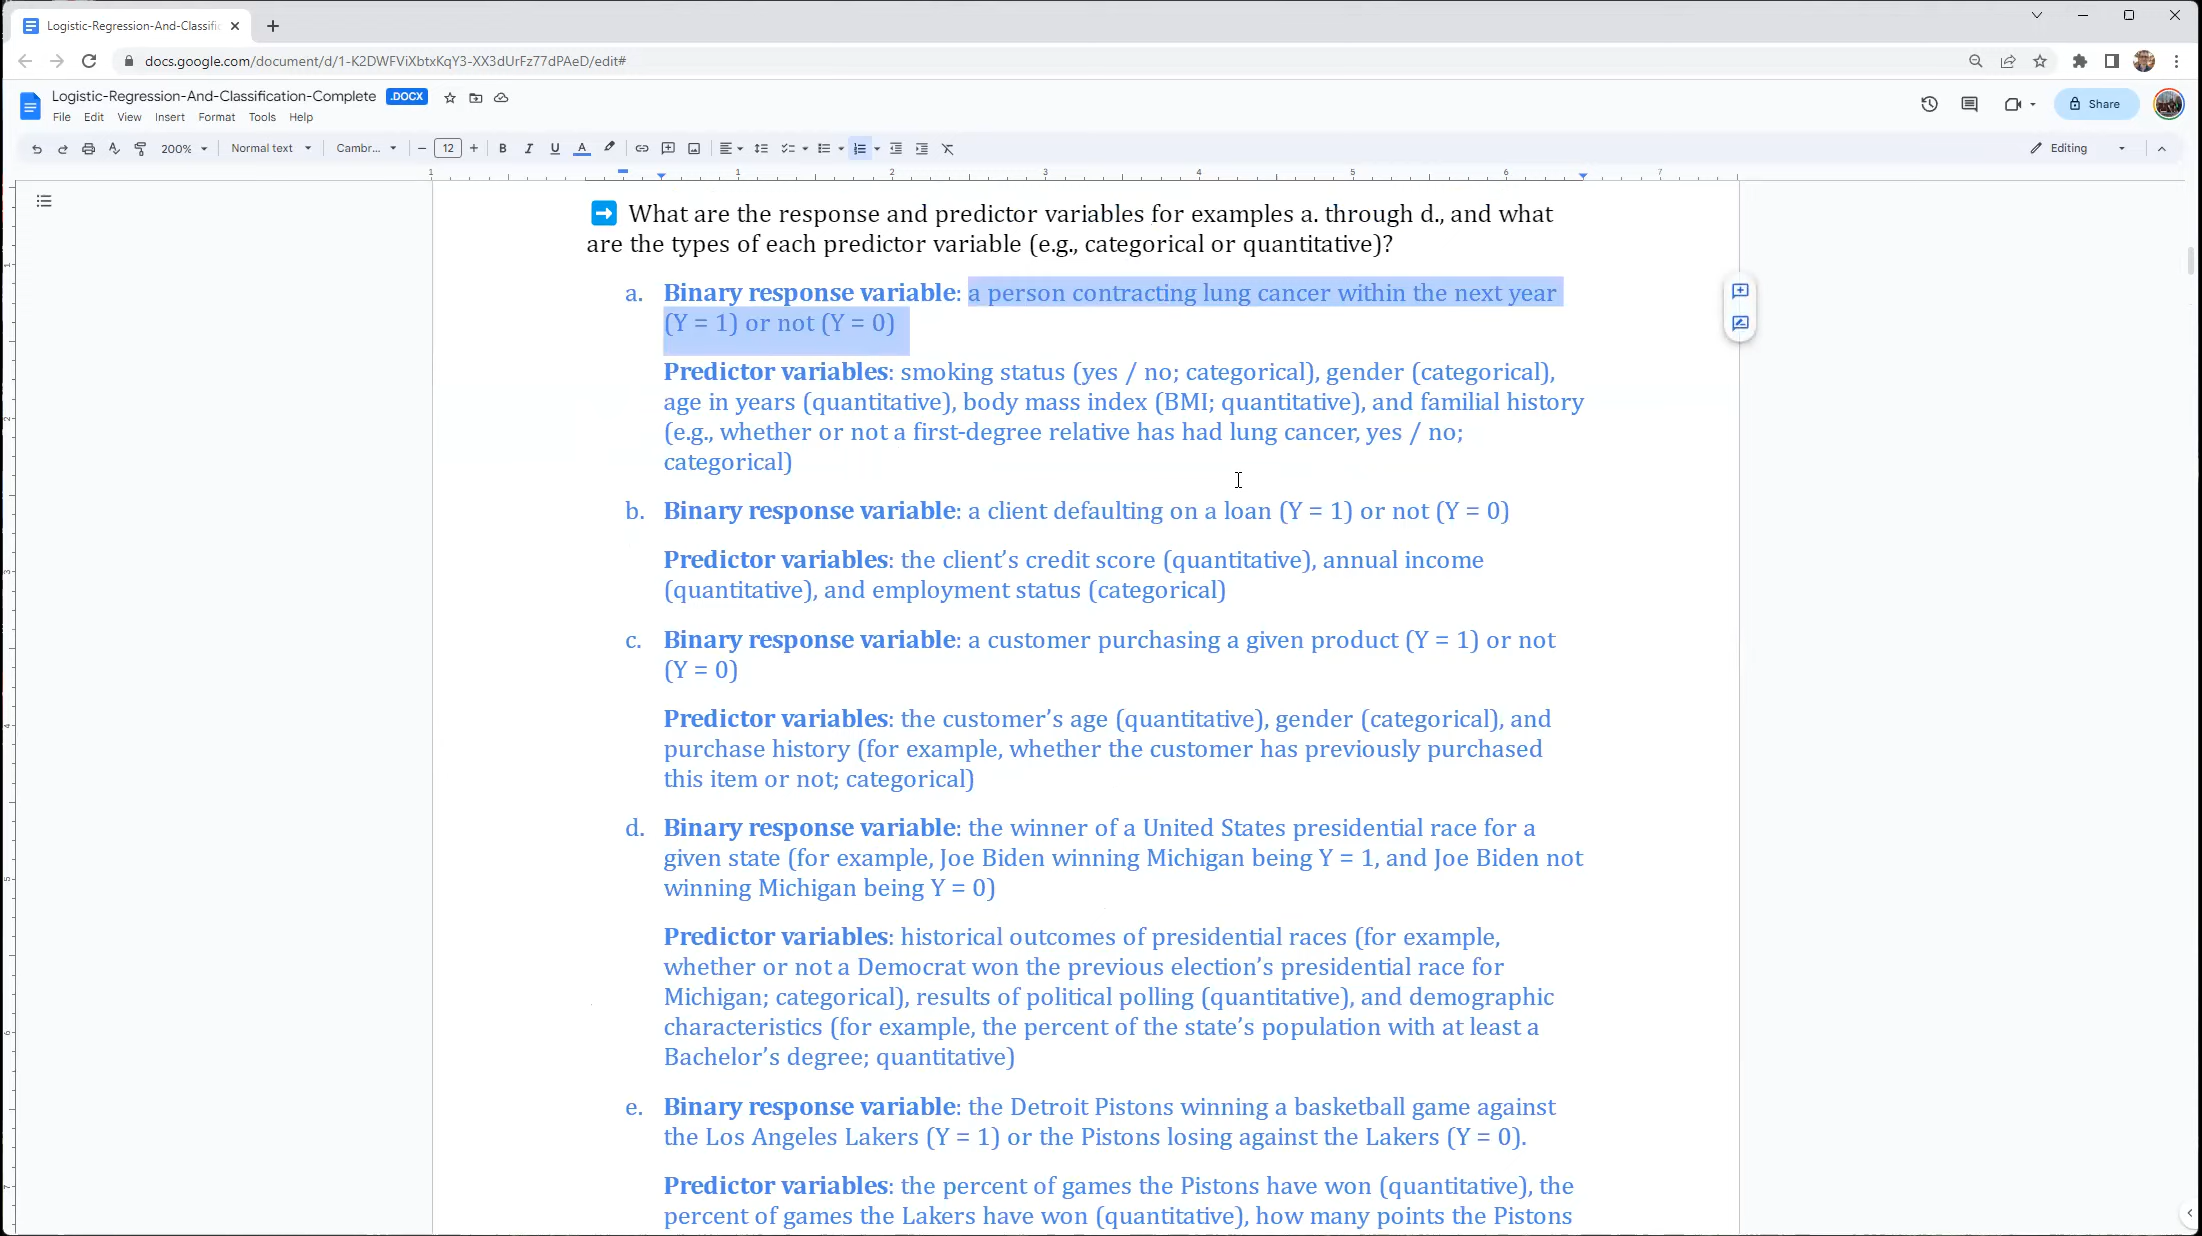 Logistic-Regression-And-Classific
docs.google.com/document/d/1-K2DWFViXbtxKqY3-XX3dUrFz77dPAeD/edit#
Logistic-Regression-And-Classification-Complete .DOCX
Share
File Edit View Insert Format Tools Help
200% Normal text Cambr... 12 B I U A Editing
1 1 2 3 4 5 6 7
➡ What are the response and predictor variables for examples a. through d., and what
are the types of each predictor variable (e.g., categorical or quantitative)?
a. Binary response variable: a person contracting lung cancer within the next year
(Y = 1) or not (Y = 0)
Predictor variables: smoking status (yes / no; categorical), gender (categorical),
age in years (quantitative), body mass index (BMI; quantitative), and familial history
(e.g., whether or not a first-degree relative has had lung cancer, yes / no;
categorical)
b. Binary response variable: a client defaulting on a loan (Y = 1) or not (Y = 0)
Predictor variables: the client’s credit score (quantitative), annual income
(quantitative), and employment status (categorical)
c. Binary response variable: a customer purchasing a given product (Y = 1) or not
(Y = 0)
Predictor variables: the customer’s age (quantitative), gender (categorical), and
purchase history (for example, whether the customer has previously purchased
this item or not; categorical)
d. Binary response variable: the winner of a United States presidential race for a
given state (for example, Joe Biden winning Michigan being Y = 1, and Joe Biden not
winning Michigan being Y = 0)
Predictor variables: historical outcomes of presidential races (for example,
whether or not a Democrat won the previous election’s presidential race for
Michigan; categorical), results of political polling (quantitative), and demographic
characteristics (for example, the percent of the state’s population with at least a
Bachelor’s degree; quantitative)
e. Binary response variable: the Detroit Pistons winning a basketball game against
the Los Angeles Lakers (Y = 1) or the Pistons losing against the Lakers (Y = 0).
Predictor variables: the percent of games the Pistons have won (quantitative), the
percent of games the Lakers have won (quantitative), how many points the Pistons